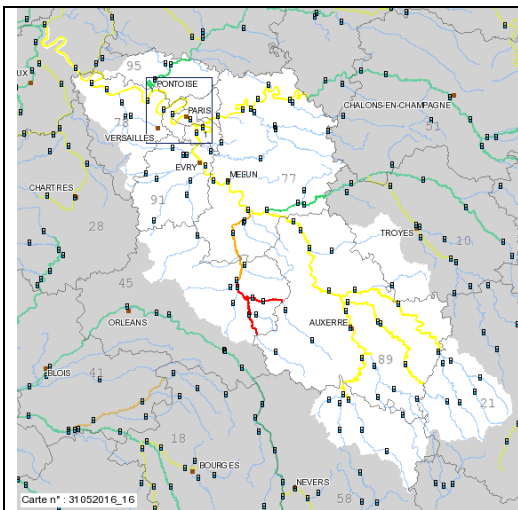 95
UX
PONTOISE
CHALONS-EN-CHAMPAGNE
PARIS
51
VERSAILLES
EVRY
MELUN
77
CHARTRES
91
28
TROYES
10
45
ORLEANS
AUXERRE
BLOIS
89
41
21
18
BOURGES
NEVERS
58
Carte n° : 31052016_16